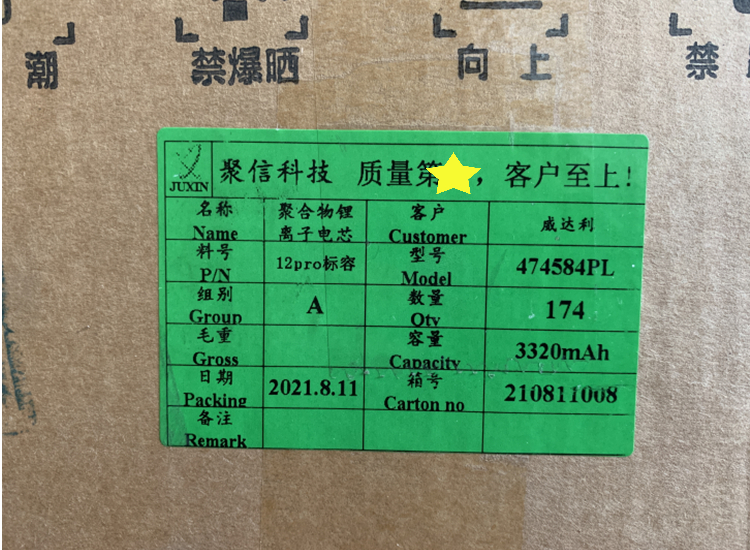 潮 禁爆晒 向上 禁
JUXIN 聚信科技 质量第，客户至上!
名称 Name 聚合物锂离子电芯 客户 Customer 威达利
料号 P/N 12pro标容 型号 Model 474584PL
组别 Group A 数量 Qty 174
毛重 Gross 容量 Capacity 3320mAh
日期 Packing 2021.8.11 箱号 Carton no 210811008
备注 Remark